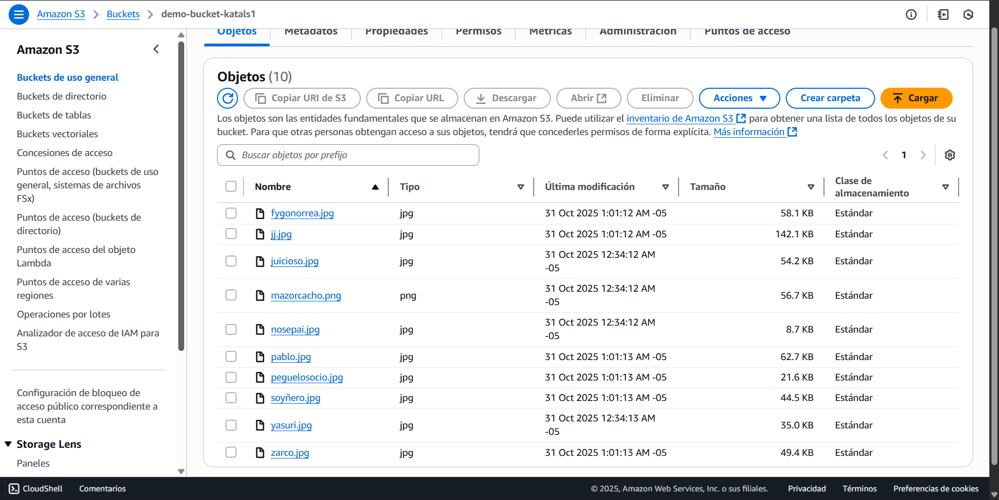 Amazon S3 > Buckets > demo-bucket-katals1
Amazon S3
Buckets de uso general
Buckets de directorio
Buckets de tablas
Buckets vectoriales
Concesiones de acceso
Puntos de acceso (buckets de uso
general, sistemas de archivos
FSx)
Puntos de acceso (buckets de
directorio)
Puntos de acceso del objeto
Lambda
Puntos de acceso de varias
regiones
Operaciones por lotes
Analizador de acceso de IAM para
S3
Configuración de bloqueo de
acceso público correspondiente a
esta cuenta
Storage Lens
Paneles
Objetos Metadatos Propiedades Permisos Métricas Administración Puntos de acceso
Objetos (10)
Copiar URI de S3 Copiar URL Descargar Abrir Eliminar Acciones Crear carpeta Cargar
Los objetos son las entidades fundamentales que se almacenan en Amazon S3. Puede utilizar el inventario de Amazon S3 para obtener una lista de todos los objetos de su
bucket. Para que otras personas obtengan acceso a sus objetos, tendrá que concederles permisos de forma explícita. Más información
Buscar objetos por prefijo
1
Nombre Tipo Última modificación Tamaño Clase de
almacenamiento
fygonorrea.jpg jpg 31 Oct 2025 1:01:12 AM -05 58.1 KB Estándar
jj.jpg jpg 31 Oct 2025 1:01:12 AM -05 142.1 KB Estándar
juicioso.jpg jpg 31 Oct 2025 12:34:12 AM
-05 54.2 KB Estándar
mazorcacho.png png 31 Oct 2025 12:34:12 AM
-05 56.7 KB Estándar
nosepai.jpg jpg 31 Oct 2025 12:34:12 AM
-05 8.7 KB Estándar
pablo.jpg jpg 31 Oct 2025 1:01:13 AM -05 62.7 KB Estándar
peguelosocio.jpg jpg 31 Oct 2025 1:01:13 AM -05 21.6 KB Estándar
soyñero.jpg jpg 31 Oct 2025 1:01:13 AM -05 44.5 KB Estándar
yasuri.jpg jpg 31 Oct 2025 12:34:13 AM
-05 35.0 KB Estándar
zarco.jpg jpg 31 Oct 2025 1:01:13 AM -05 49.4 KB Estándar
CloudShell Comentarios © 2025, Amazon Web Services, Inc. o sus filiales. Privacidad Términos Preferencias de cookies